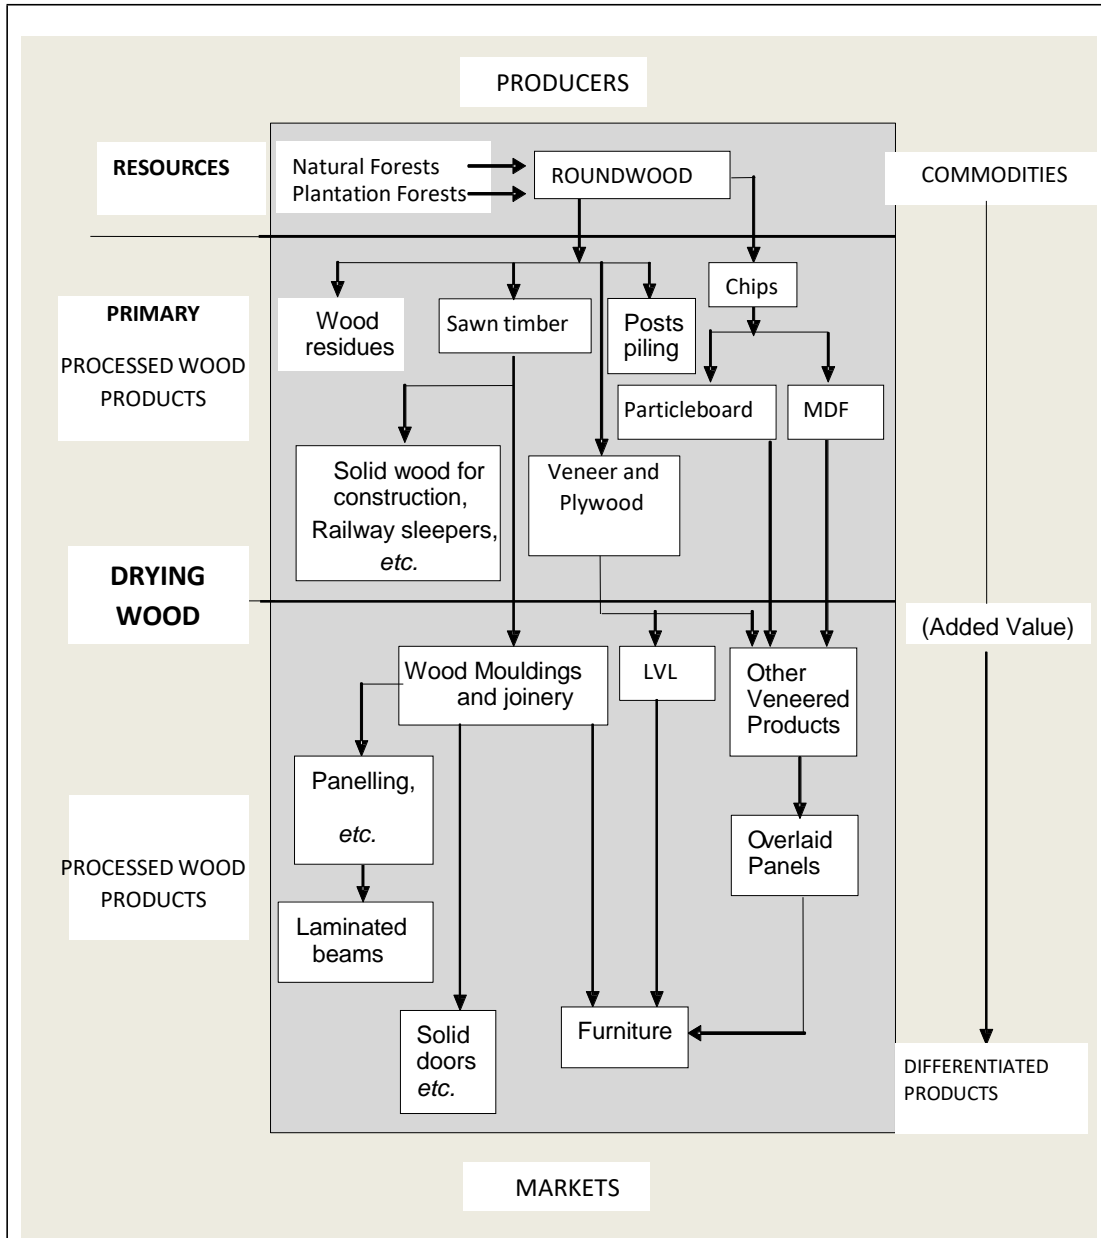 PRODUCERS
RESOURCES
Natural Forests
Plantation Forests
ROUNDWOOD
COMMODITIES
PRIMARY
PROCESSED WOOD
PRODUCTS
Wood
residues
Sawn timber
Posts
piling
Chips
Particleboard
MDF
Solid wood for
construction,
Railway sleepers,
etc.
Veneer and
Plywood
DRYING
WOOD
(Added Value)
Wood Mouldings
and joinery
LVL
Other
Veneered
Products
Panelling,
etc.
Overlaid
Panels
PROCESSED WOOD
PRODUCTS
Laminated
beams
Solid
doors
etc.
Furniture
DIFFERENTIATED
PRODUCTS
MARKETS